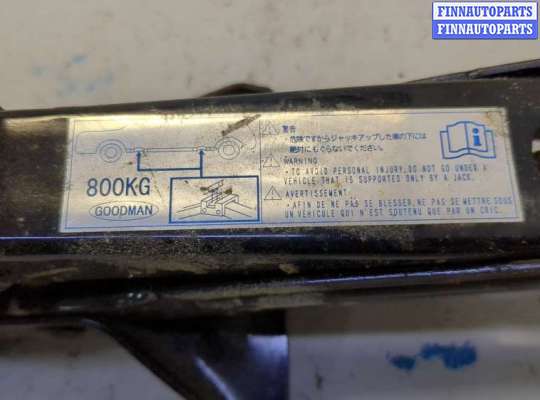 FINNAUTOPARTS
FINNAUTOPARTS
警告
・危険ですからジャッキアップした車の下には
絶対にもぐらないでください。
WARNING
・TO AVOID PERSONAL INJURY, DO NOT GO UNDER A
VEHICLE THAT IS SUPPORTED ONLY BY A JACK.
AVERTISSEMENT
・AFIN DE NE PAS SE BLESSER, NE PAS SE METTRE SOUS
UN VÉHICULE QUI N'EST SOUTENU QUE PAR UN CRIC.
800KG
GOODMAN